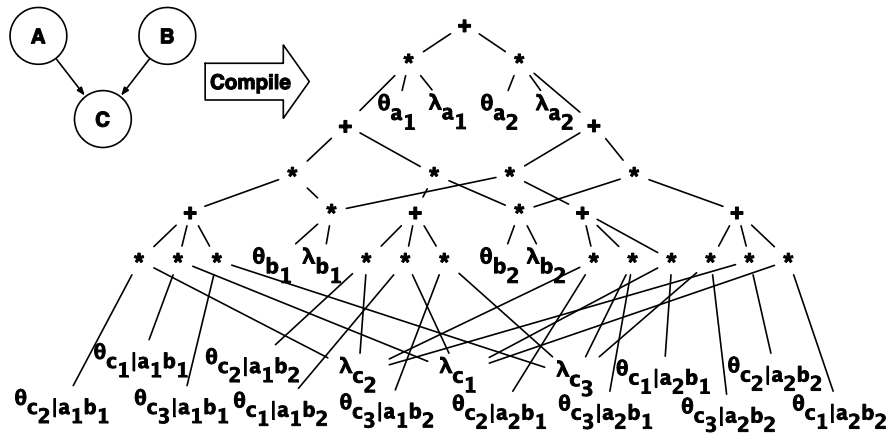 A B
C
Compile
+
* *
θa1 λa1 θa2 λa2
+ +
* * * *
+ * + * + +
θb1 λb1 θb2 λb2
* * * * * * * * * * * *
θc1|a1b1 θc2|a1b2 λc2 λc1 λc3 θc1|a2b1 θc2|a2b2
θc2|a1b1 θc3|a1b1 θc1|a1b2 θc3|a1b2 θc2|a2b1 θc3|a2b1 θc3|a2b2 θc1|a2b2